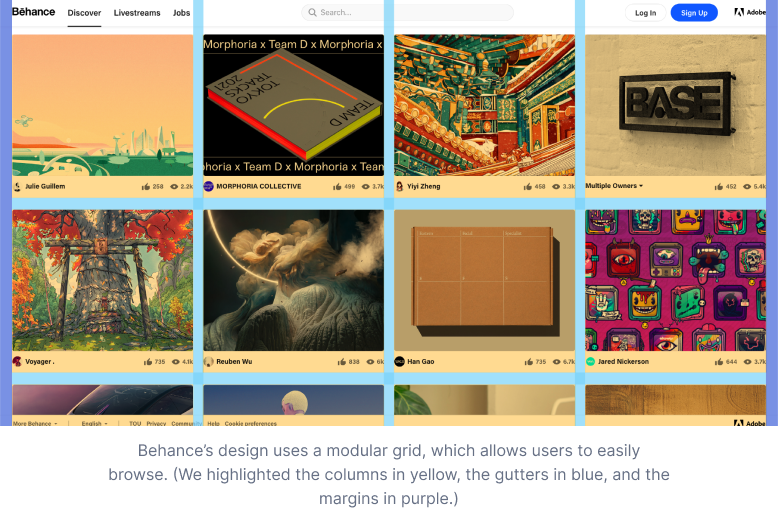 Bēhance Discover Livestreams Jobs Search... Log In Sign Up Adobe
Morphoria x Team D x Morphoria x
TOKYO
TRACKS
2021
TEAM D
BASE
phoria x Team D x Morphoria x Team
Julie Guillem 258 2.2k
MORPHORIA COLLECTIVE 499 3.7k
Yiyi Zheng 458 3.3k
Multiple Owners 452 5.4k
Voyager . 735 4.1k
Reuben Wu 838 6k
Han Gao 735 6.7k
Jared Nickerson 644 3.7k
More Behance English TOU Privacy Community Help Cookie preferences Adobe
Behance’s design uses a modular grid, which allows users to easily
browse. (We highlighted the columns in yellow, the gutters in blue, and the
margins in purple.)